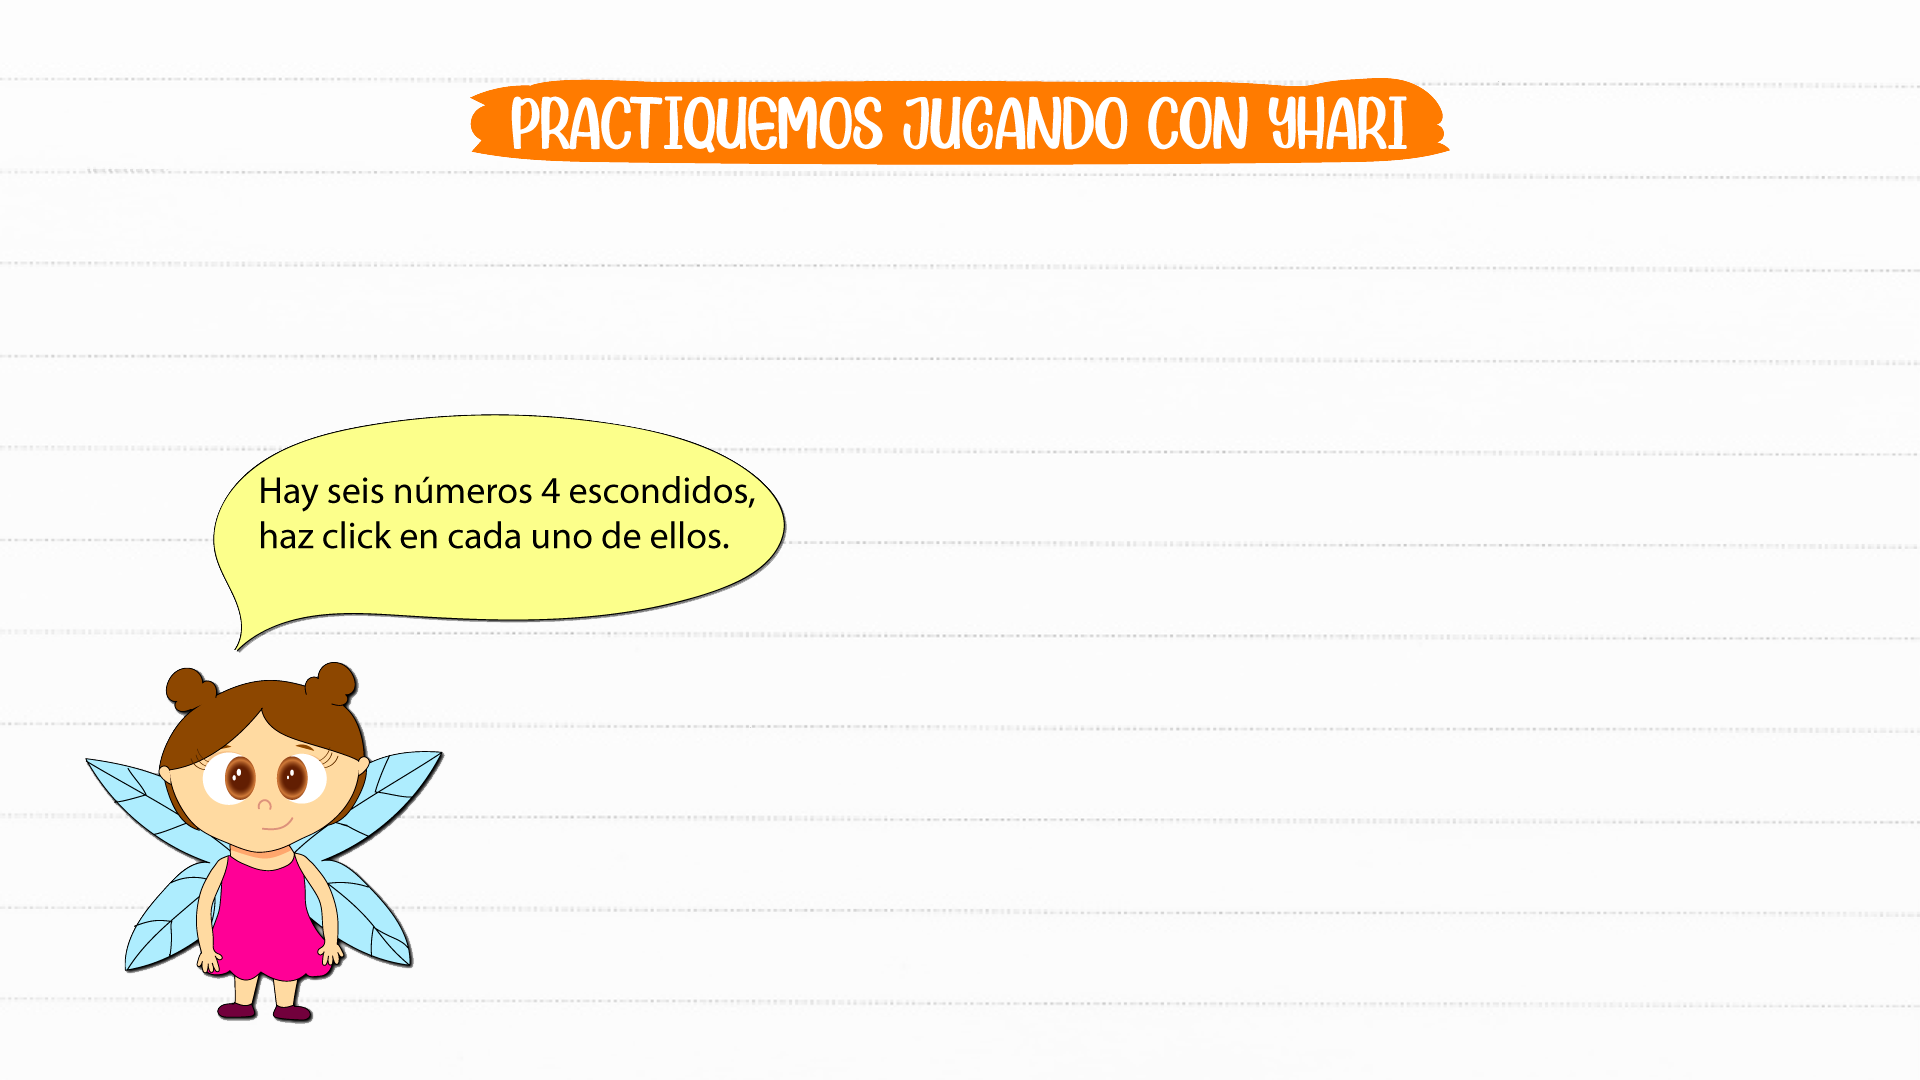 PRACTIQUEMOS JUGANDO CON YHARI
Hay seis números 4 escondidos,
haz click en cada uno de ellos.